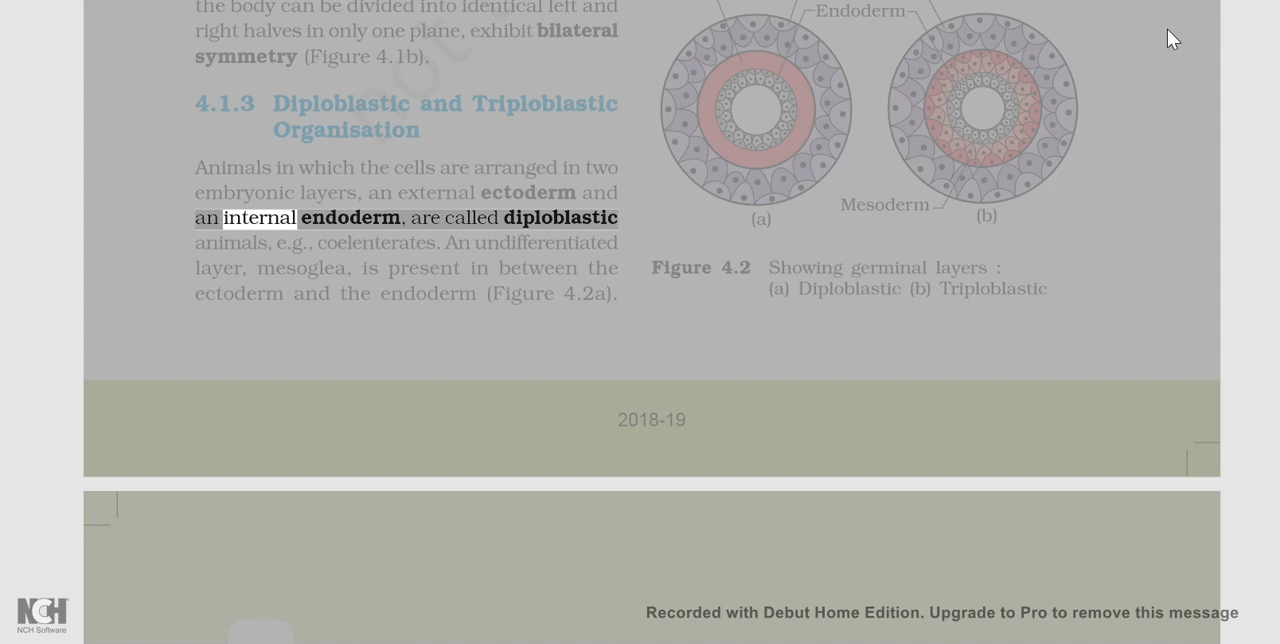 the body can be divided into identical left and
right halves in only one plane, exhibit bilateral
symmetry (Figure 4.1b).
4.1.3 Diploblastic and Triploblastic
Organisation
Animals in which the cells are arranged in two
embryonic layers, an external ectoderm and
an internal endoderm, are called diploblastic
animals, e.g., coelenterates. An undifferentiated
layer, mesoglea, is present in between the
ectoderm and the endoderm (Figure 4.2a).
not
Endoderm
Mesoderm
(a)
(b)
Figure 4.2 Showing germinal layers :
(a) Diploblastic (b) Triploblastic
2018-19
NCH
NCH Software
Recorded with Debut Home Edition. Upgrade to Pro to remove this message